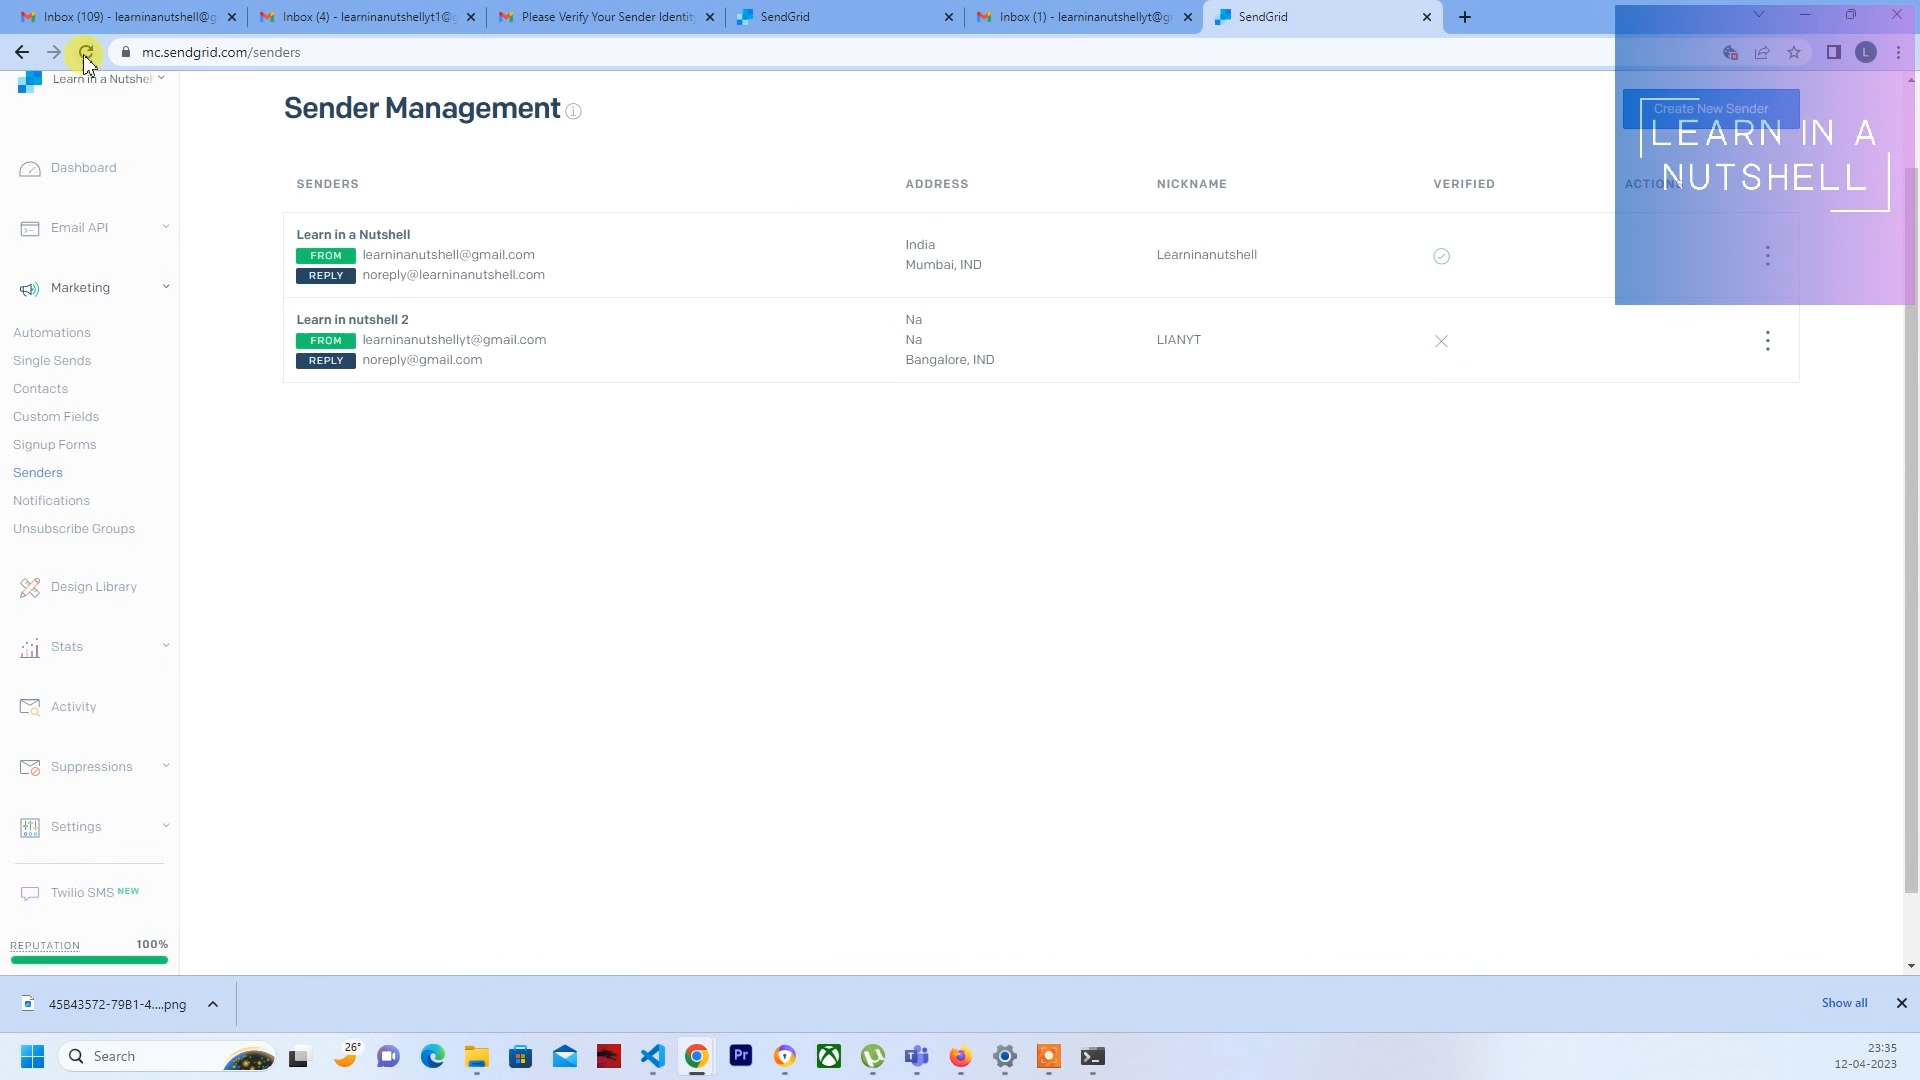 Inbox (109) - learninanutshell@g
Inbox (4) - learninanutshellyt1@g
Please Verify Your Sender Identity
SendGrid
Inbox (1) - learninanutshellyt@gr
SendGrid
mc.sendgrid.com/senders
L
Learn in a Nutshell
Sender Management
Create New Sender
LEARN IN A
NUTSHELL
Dashboard
Email API
Marketing
Automations
Single Sends
Contacts
Custom Fields
Signup Forms
Senders
Notifications
Unsubscribe Groups
Design Library
Stats
Activity
Suppressions
Settings
Twilio SMS NEW
REPUTATION 100%
SENDERS ADDRESS NICKNAME VERIFIED ACTIONS
Learn in a Nutshell
FROM learninanutshell@gmail.com
REPLY noreply@learninanutshell.com
India
Mumbai, IND
Learninanutshell
Learn in nutshell 2
FROM learninanutshellyt@gmail.com
REPLY noreply@gmail.com
Na
Na
Bangalore, IND
LIANYT
45B43572-79B1-4....png
Show all
Search
26°
Pr
23:35
12-04-2023